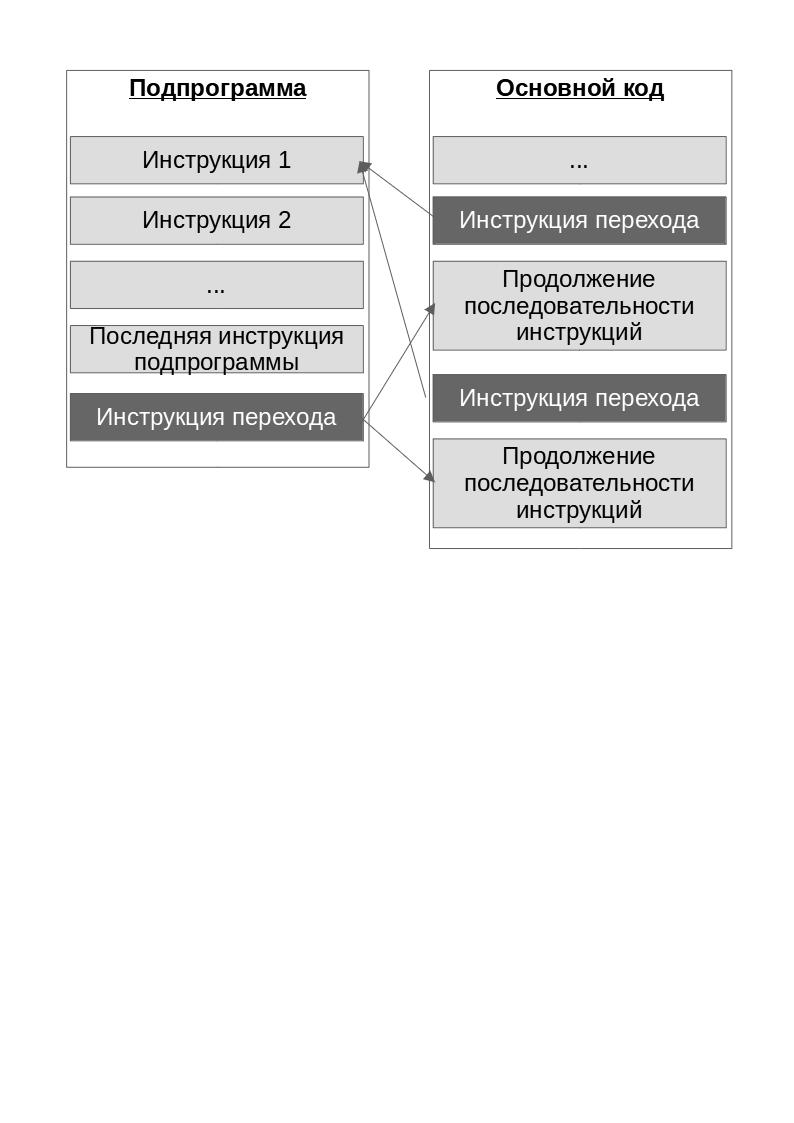 Подпрограмма
Инструкция 1
Инструкция 2
...
Последняя инструкция
подпрограммы
Инструкция перехода
Основной код
...
Инструкция перехода
Продолжение
последовательности
инструкций
Инструкция перехода
Продолжение
последовательности
инструкций